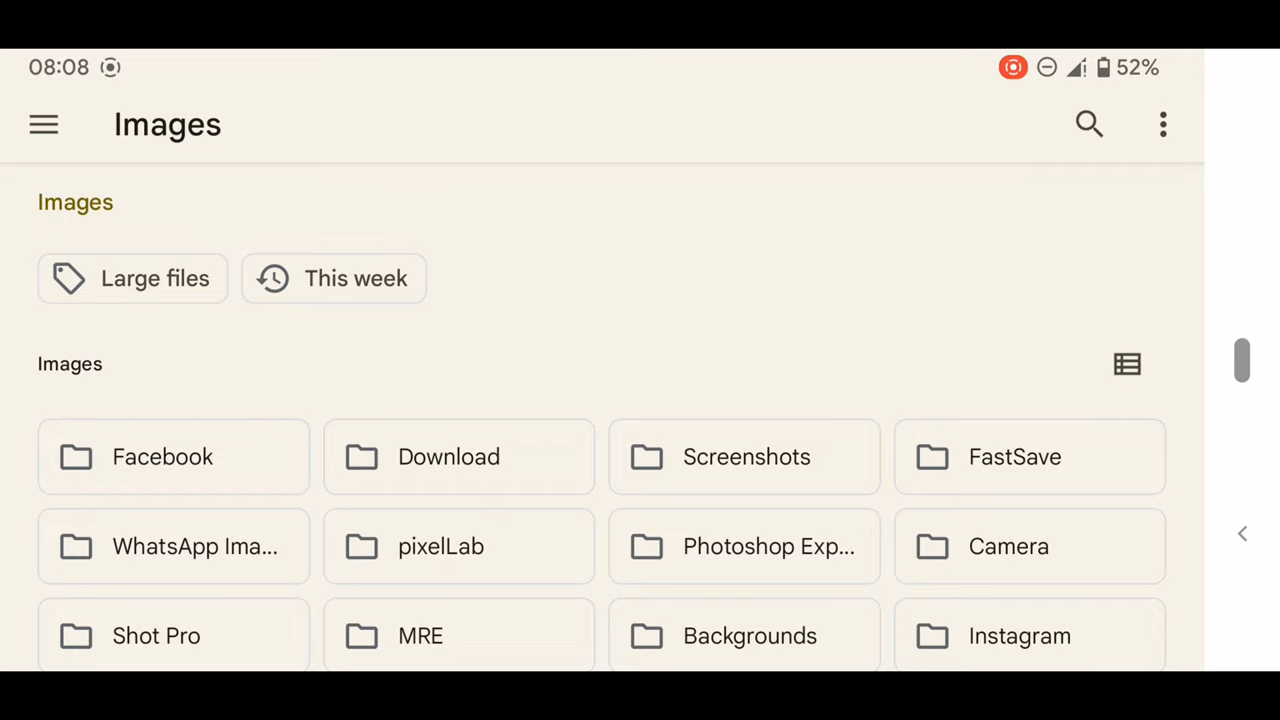 08:08 52%
Images
Images
Large files This week
Images
Facebook Download Screenshots FastSave
WhatsApp Ima... pixelLab Photoshop Exp... Camera
Shot Pro MRE Backgrounds Instagram